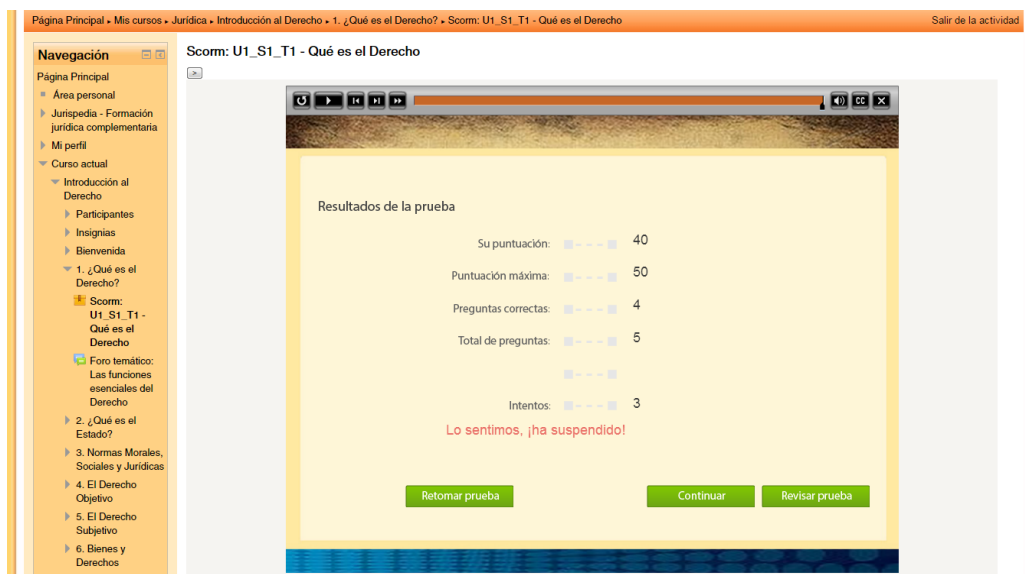 Página Principal ▸ Mis cursos ▸ Jurídica ▸ Introducción al Derecho ▸ 1. ¿Qué es el Derecho? ▸ Scorm: U1_S1_T1 - Qué es el Derecho
Salir de la actividad
Navegación
Página Principal
Área personal
Jurispedia - Formación
jurídica complementaria
Mi perfil
Curso actual
Introducción al
Derecho
Participantes
Insignias
Bienvenida
1. ¿Qué es el
Derecho?
Scorm:
U1_S1_T1 -
Qué es el
Derecho
Foro temático:
Las funciones
esenciales del
Derecho
2. ¿Qué es el
Estado?
3. Normas Morales,
Sociales y Jurídicas
4. El Derecho
Objetivo
5. El Derecho
Subjetivo
6. Bienes y
Derechos
Scorm: U1_S1_T1 - Qué es el Derecho
>
CC
Resultados de la prueba
Su puntuación: 40
Puntuación máxima: 50
Preguntas correctas: 4
Total de preguntas: 5
Intentos: 3
Lo sentimos, ¡ha suspendido!
Retomar prueba
Continuar
Revisar prueba